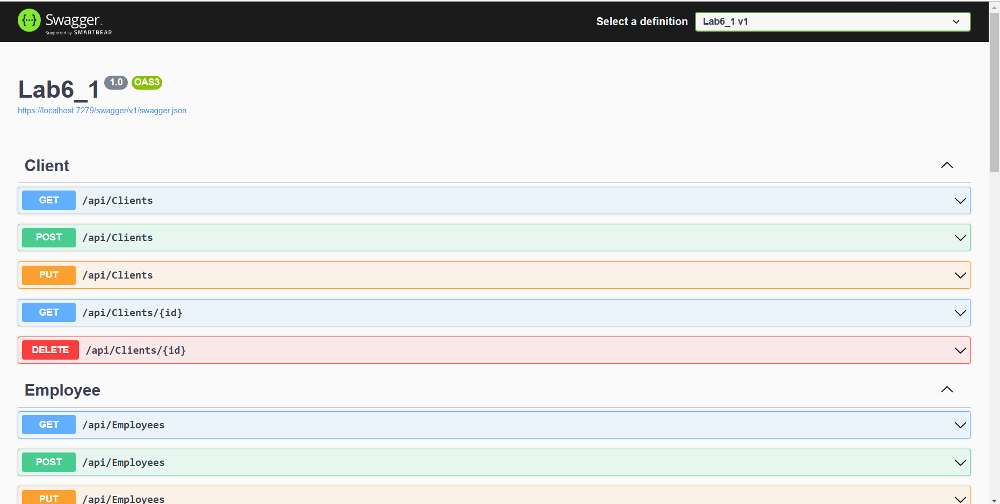 Swagger
Supported by SMARTBEAR
Select a definition
Lab6_1 v1
Lab6_1 1.0 OAS3
https://localhost:7279/swagger/v1/swagger.json
Client
GET /api/Clients
POST /api/Clients
PUT /api/Clients
GET /api/Clients/{id}
DELETE /api/Clients/{id}
Employee
GET /api/Employees
POST /api/Employees
PUT /api/Employees